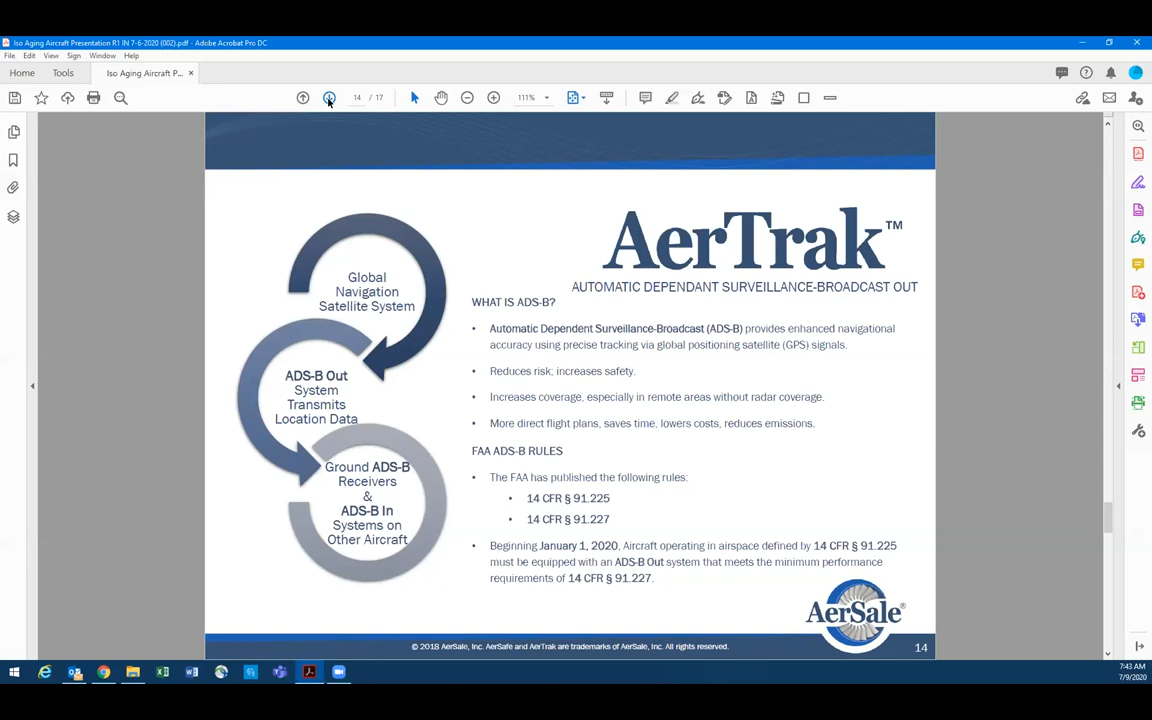 Iso Aging Aircraft Presentation R1 IN 7-6-2020 (002).pdf - Adobe Acrobat Pro DC
File Edit View Sign Window Help
Home Tools Iso Aging Aircraft P... ×
14 / 17 111%
AerTrak™
AUTOMATIC DEPENDANT SURVEILLANCE-BROADCAST OUT
Global
Navigation
Satellite System
ADS-B Out
System
Transmits
Location Data
Ground ADS-B
Receivers
&
ADS-B In
Systems on
Other Aircraft
WHAT IS ADS-B?
• Automatic Dependent Surveillance-Broadcast (ADS-B) provides enhanced navigational
accuracy using precise tracking via global positioning satellite (GPS) signals.
• Reduces risk; increases safety.
• Increases coverage, especially in remote areas without radar coverage.
• More direct flight plans, saves time, lowers costs, reduces emissions.
FAA ADS-B RULES
• The FAA has published the following rules:
• 14 CFR § 91.225
• 14 CFR § 91.227
• Beginning January 1, 2020, Aircraft operating in airspace defined by 14 CFR § 91.225
must be equipped with an ADS-B Out system that meets the minimum performance
requirements of 14 CFR § 91.227.
AerSale®
© 2018 AerSale, Inc. AerSafe and AerTrak are trademarks of AerSale, Inc. All rights reserved.
14
7:43 AM
7/9/2020